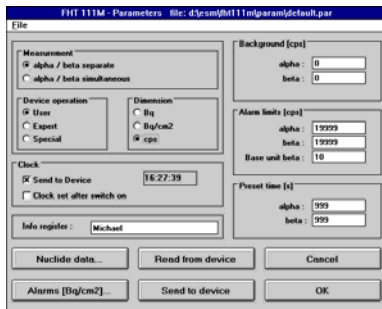 FHT 111M - Parameters file: d:\esm\fht111m\param\default.par
File
Measurement
alpha / beta separate
alpha / beta simultaneous
Device operation
User
Expert
Special
Dimension
Bq
Bq/cm2
cps
Clock
Send to Device
16:27:39
Clock set after switch on
Info register :
Michael
Background [cps]
alpha : 0
beta : 0
Alarm limits [cps]
alpha : 19999
beta : 19999
Base unit beta : 10
Preset time [s]
alpha : 999
beta : 999
Nuclide data...
Read from device
Cancel
Alarms [Bq/cm2]...
Send to device
OK